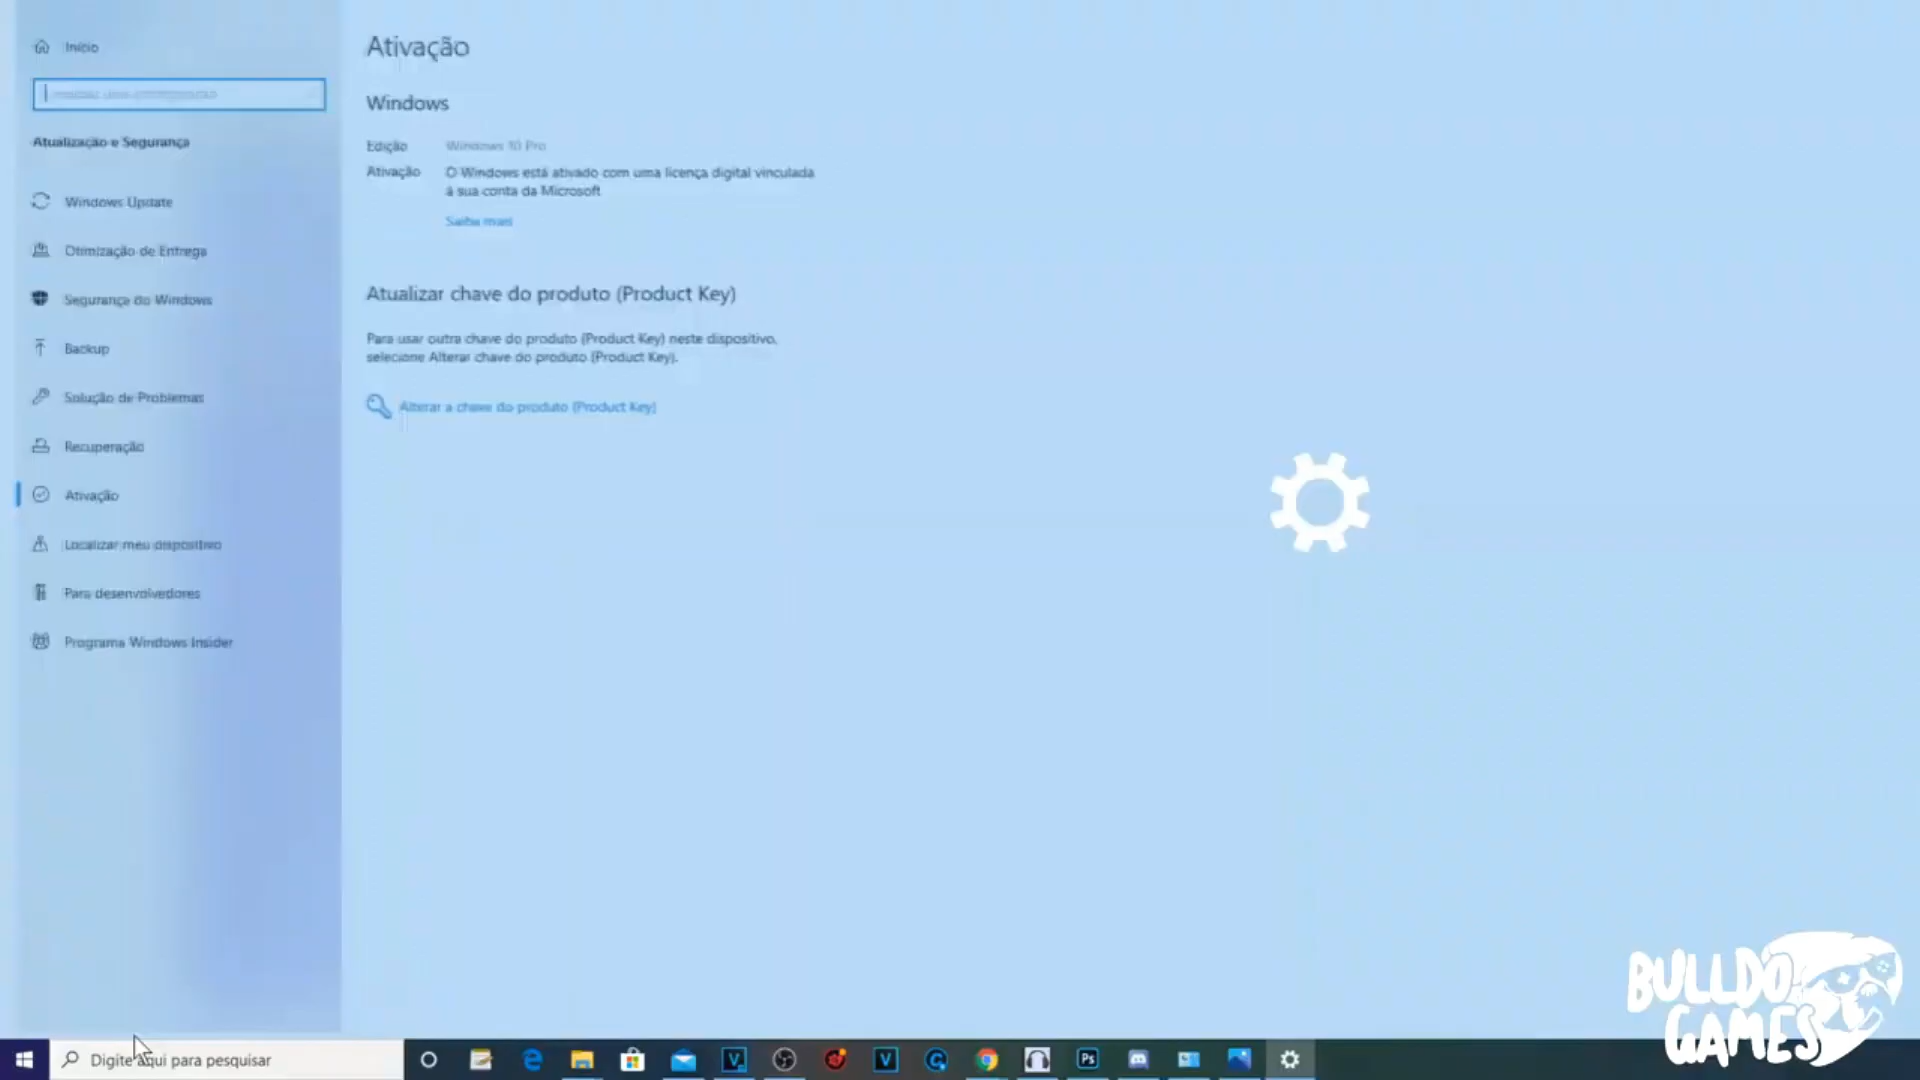 Início
Ativação
Windows
Atualização e Segurança
Edição Windows 10 Pro
Ativação O Windows está ativado com uma licença digital vinculada
à sua conta da Microsoft
Saiba mais
Windows Update
Otimização de Entrega
Segurança do Windows
Backup
Solução de Problemas
Recuperação
Ativação
Localizar meu dispositivo
Para desenvolvedores
Programa Windows Insider
Atualizar chave do produto (Product Key)
Para usar outra chave do produto (Product Key) neste dispositivo,
selecione Alterar chave do produto (Product Key).
Alterar a chave do produto (Product Key)
Digite aqui para pesquisar
Ps
BULLDO
GAMES